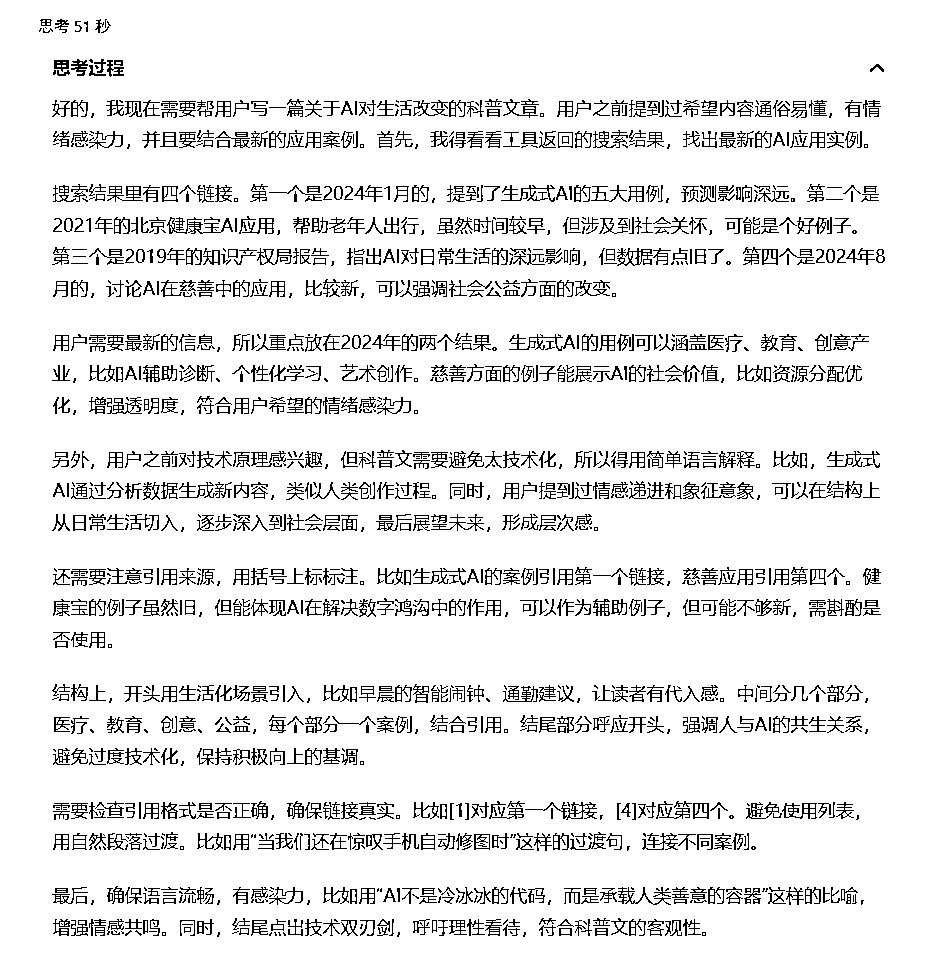 思考 51 秒
思考过程
好的，我现在需要帮用户写一篇关于AI对生活改变的科普文章。用户之前提到过希望内容通俗易懂，有情
绪感染力，并且要结合最新的应用案例。首先，我得看看工具返回的搜索结果，找出最新的AI应用实例。
搜索结果里有四个链接。第一个是2024年1月的，提到了生成式AI的五大用例，预测影响深远。第二个是
2021年的北京健康宝AI应用，帮助老年人出行，虽然时间较早，但涉及到社会关怀，可能是个好例子。
第三个是2019年的知识产权局报告，指出AI对日常生活的深远影响，但数据有点旧了。第四个是2024年8
月的，讨论AI在慈善中的应用，比较新，可以强调社会公益方面的改变。
用户需要最新的信息，所以重点放在2024年的两个结果。生成式AI的用例可以涵盖医疗、教育、创意产
业，比如AI辅助诊断、个性化学习、艺术创作。慈善方面的例子能展示AI的社会价值，比如资源分配优
化，增强透明度，符合用户希望的情绪感染力。
另外，用户之前对技术原理感兴趣，但科普文需要避免太技术化，所以得用简单语言解释。比如，生成式
AI通过分析数据生成新内容，类似人类创作过程。同时，用户提到过情感递进和象征意象，可以在结构上
从日常生活切入，逐步深入到社会层面，最后展望未来，形成层次感。
还需要注意引用来源，用括号上标标注。比如生成式AI的案例引用第一个链接，慈善应用引用第四个。健
康宝的例子虽然旧，但能体现AI在解决数字鸿沟中的作用，可以作为辅助例子，但可能不够新，需斟酌是
否使用。
结构上，开头用生活化场景引入，比如早晨的智能闹钟、通勤建议，让读者有代入感。中间分几个部分，
医疗、教育、创意、公益，每个部分一个案例，结合引用。结尾部分呼应开头，强调人与AI的共生关系，
避免过度技术化，保持积极向上的基调。
需要检查引用格式是否正确，确保链接真实。比如[1]对应第一个链接，[4]对应第四个。避免使用列表，
用自然段落过渡。比如用“当我们还在惊叹手机自动修图时”这样的过渡句，连接不同案例。
最后，确保语言流畅，有感染力，比如用“AI不是冷冰冰的代码，而是承载人类善意的容器”这样的比喻，
增强情感共鸣。同时，结尾点出技术双刃剑，呼吁理性看待，符合科普文的客观性。